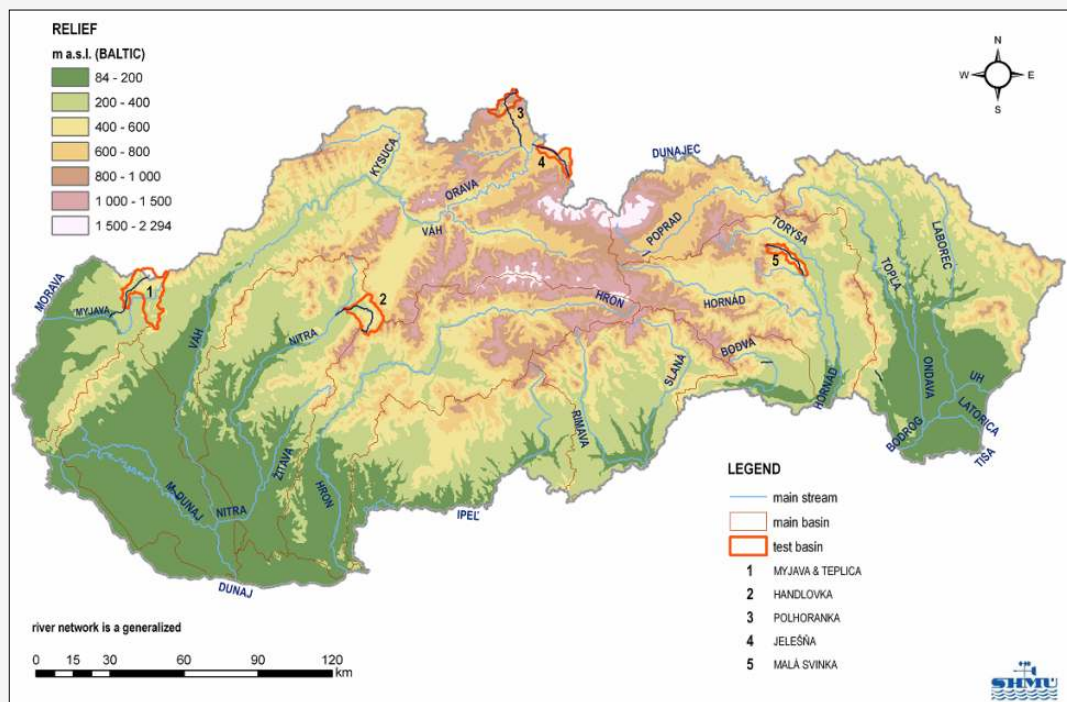 RELIEF
m a.s.l. (BALTIC)
84 - 200
200 - 400
400 - 600
600 - 800
800 - 1 000
1 000 - 1 500
1 500 - 2 294
N
W E
S
3
4
DUNAJEC
KYSUCA
ORAVA
VÁH
POPRAD
TORYSA
5
LABOREC
TOPĽA
MORAVA
MYJAVA
1
2
VÁH
NITRA
HRON
HORNÁD
BODVA
SLANÁ
RIMAVA
HORNÁD
ONDAVA
UH
LATORICA
BODROG
TISA
ŽITAVA
HRON
M. DUNAJ
NITRA
IPEĽ
DUNAJ
LEGEND
main stream
main basin
test basin
1 MYJAVA & TEPLICA
2 HANDLOVKA
3 POLHORANKA
4 JELEŠŇA
5 MALÁ SVINKA
river network is a generalized
0 15 30 60 90 120
km
SHMÚ